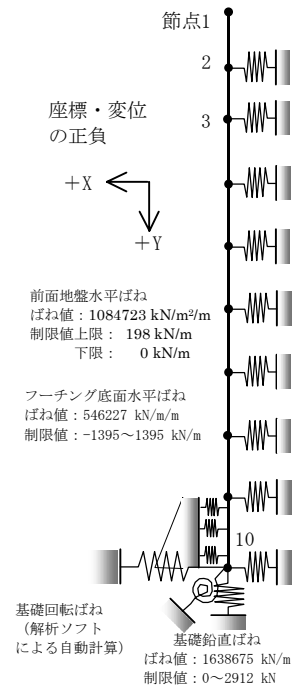 節点1
2
3
座標・変位
の正負
+X
+Y
前面地盤水平ばね
ばね値：1084723 kN/m²/m
制限値上限： 198 kN/m
下限： 0 kN/m
フーチング底面水平ばね
ばね値：546227 kN/m/m
制限値：-1395～1395 kN/m
10
基礎回転ばね
（解析ソフト
による自動計算）
基礎鉛直ばね
ばね値：1638675 kN/m
制限値：0～2912 kN